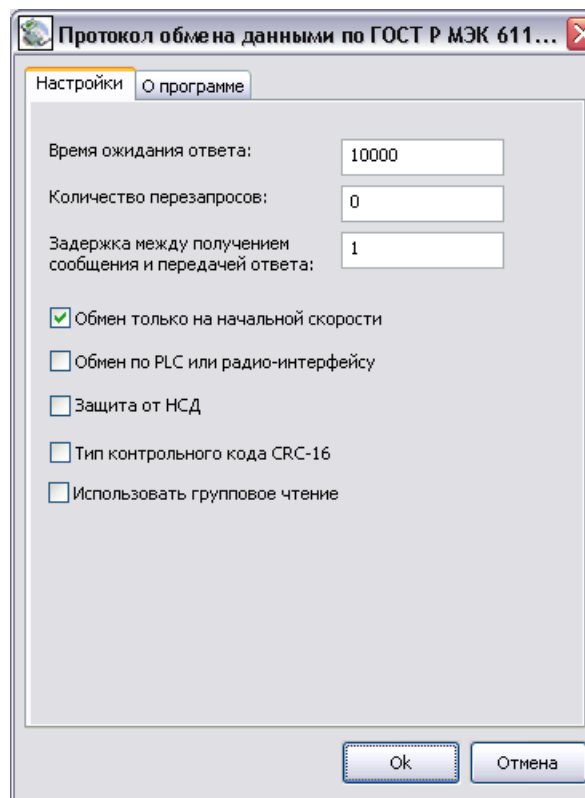 Протокол обмена данными по ГОСТ Р МЭК 611...
Настройки
О программе
Время ожидания ответа:
10000
Количество перезапросов:
0
Задержка между получением
сообщения и передачей ответа:
1
Обмен только на начальной скорости
Обмен по PLC или радио-интерфейсу
Защита от НСД
Тип контрольного кода CRC-16
Использовать групповое чтение
Ok
Отмена